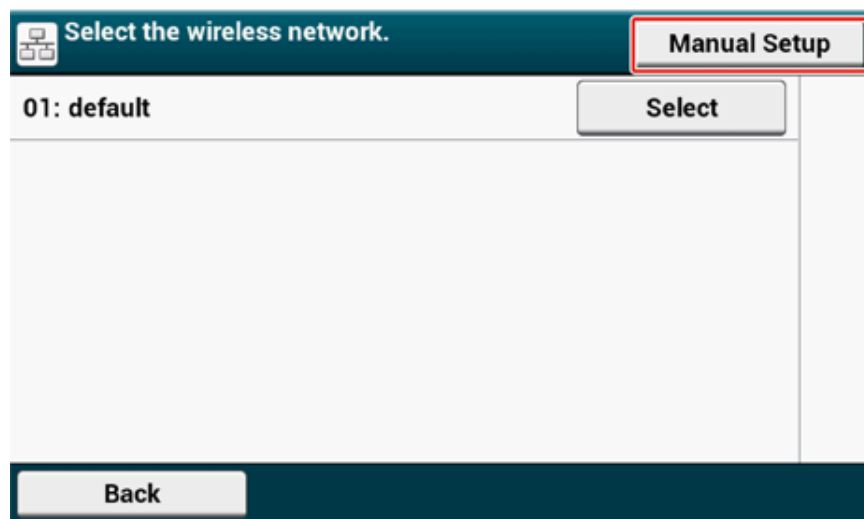 Select the wireless network.
Manual Setup
01: default
Select
Back